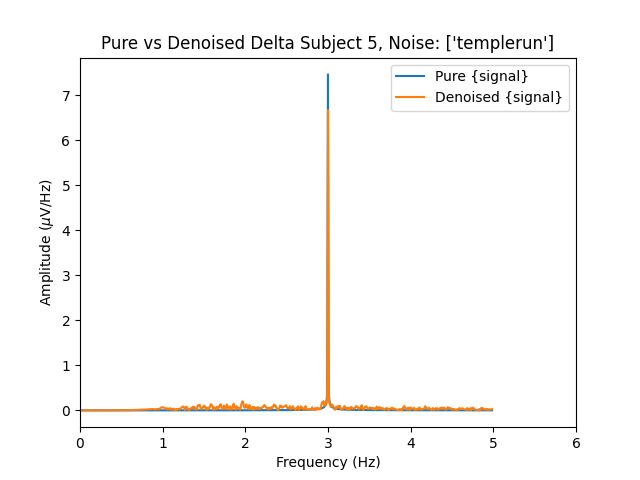 Pure vs Denoised Delta Subject 5, Noise: ['templerun']
Pure {signal}
Denoised {signal}
Amplitude (μV/Hz)
7
6
5
4
3
2
1
0
0 1 2 3 4 5 6
Frequency (Hz)